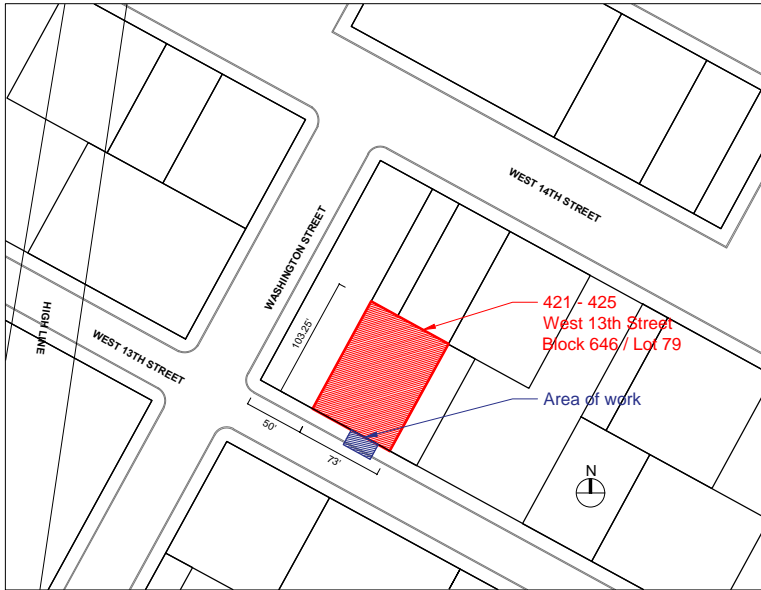 WEST 14TH STREET
WASHINGTON STREET
421 - 425
West 13th Street
Block 646 / Lot 79
103.25'
HIGH LINE
WEST 13TH STREET
Area of work
50'
73'
N